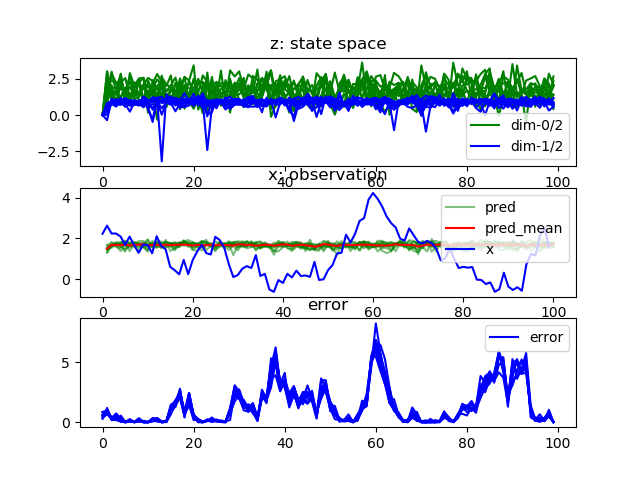 z: state space
2.5
0.0
−2.5
dim-0/2
dim-1/2
0 20 40 60 80 100
x: observation
4
2
0
pred
pred_mean
x
0 20 40 60 80 100
error
5
0
error
0 20 40 60 80 100